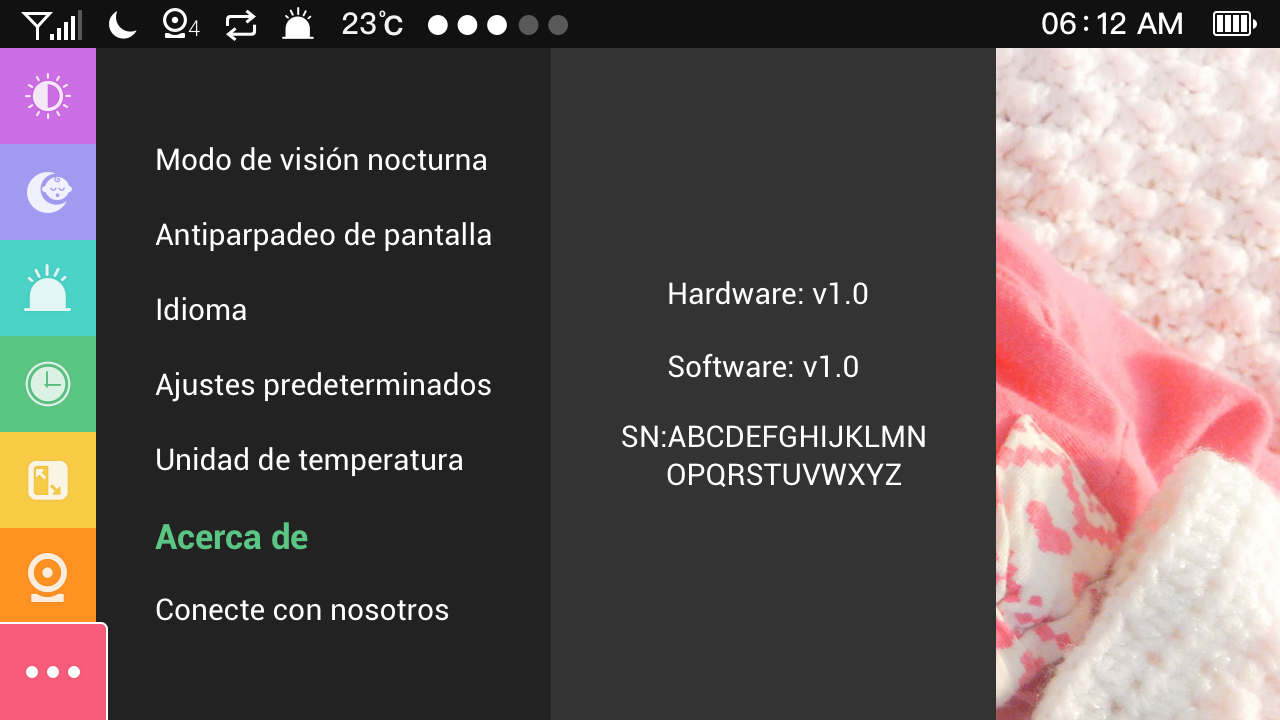 4 23℃ 06:12 AM
Modo de visión nocturna
Antiparpadeo de pantalla
Idioma
Ajustes predeterminados
Unidad de temperatura
Acerca de
Conecte con nosotros
Hardware: v1.0
Software: v1.0
SN:ABCDEFGHIJKLMN
OPQRSTUVWXYZ